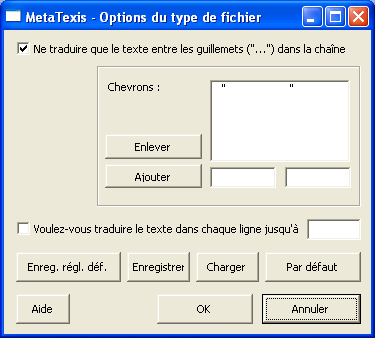 MetaTexis - Options du type de fichier
Ne traduire que le texte entre les guillemets ("...") dans la chaîne
Chevrons :
" "
Enlever
Ajouter
Voulez-vous traduire le texte dans chaque ligne jusqu'à
Enreg. régl. déf. Enregistrer Charger Par défaut
Aide OK Annuler